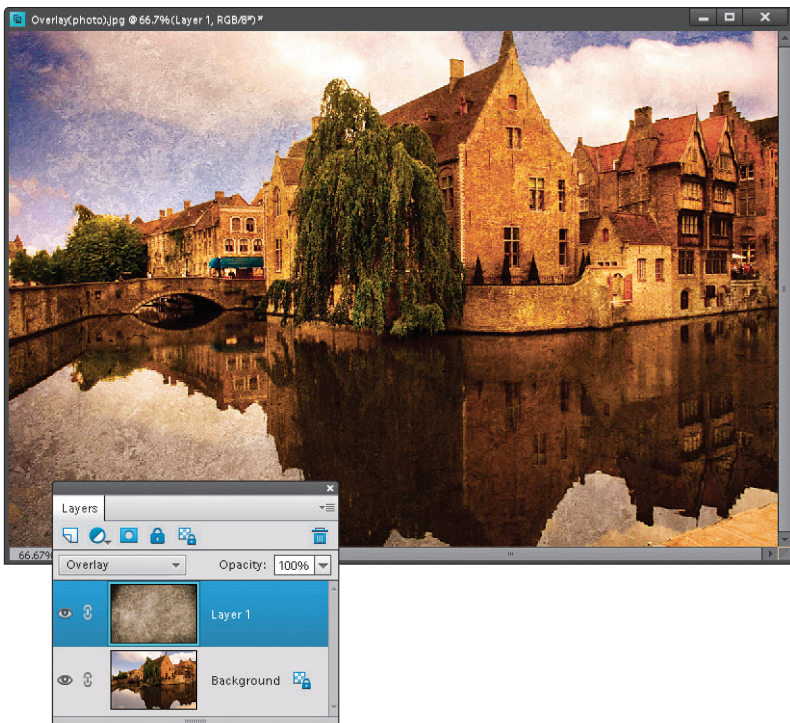 Overlay(photo).jpg @ 66.7% (Layer 1, RGB/8*) *
66.67%
Layers
Overlay
Opacity: 100%
Layer 1
Background